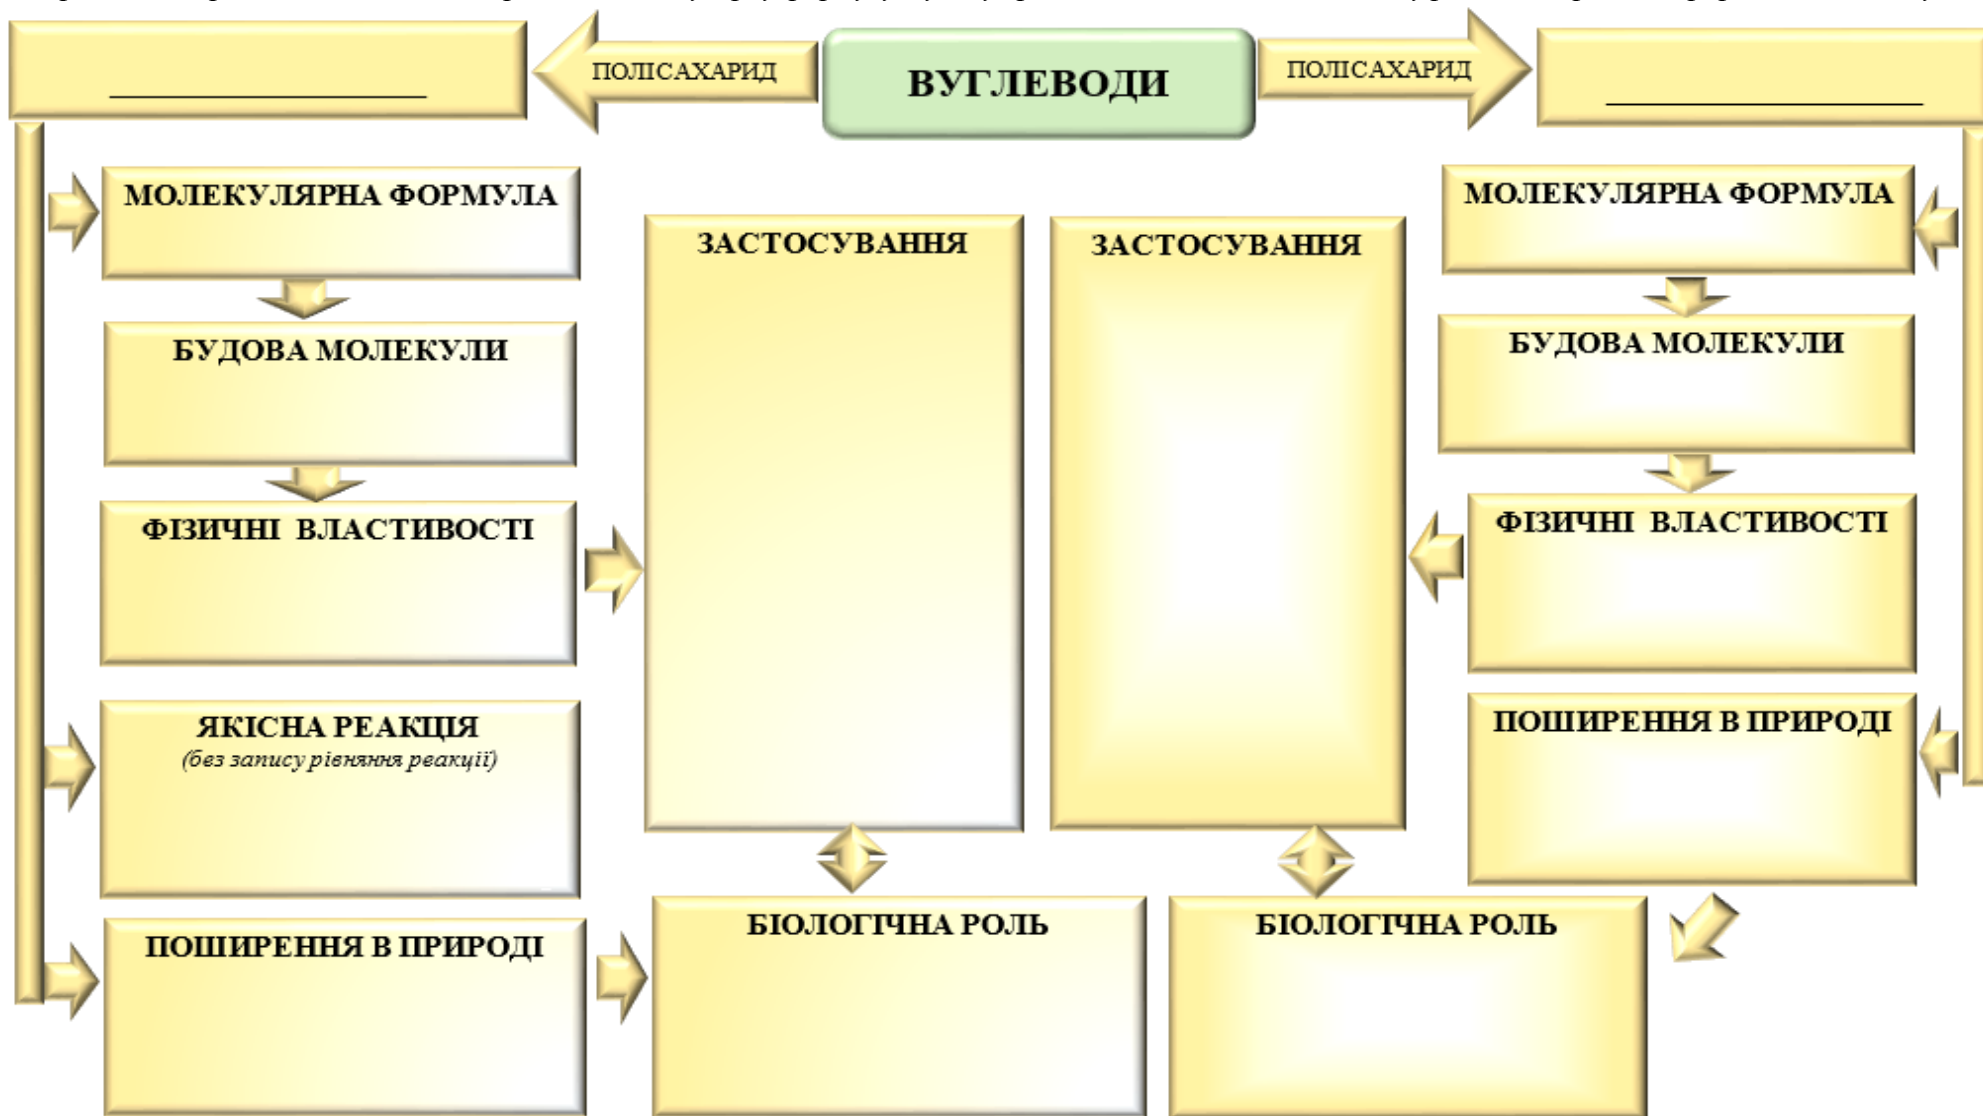 ПОЛІСАХАРИД
ВУГЛЕВОДИ
ПОЛІСАХАРИД
МОЛЕКУЛЯРНА ФОРМУЛА
БУДОВА МОЛЕКУЛИ
ФІЗИЧНІ ВЛАСТИВОСТІ
ЯКІСНА РЕАКЦІЯ
(без запису рівняння реакції)
ПОШИРЕННЯ В ПРИРОДІ
ЗАСТОСУВАННЯ
БІОЛОГІЧНА РОЛЬ
ЗАСТОСУВАННЯ
БІОЛОГІЧНА РОЛЬ
МОЛЕКУЛЯРНА ФОРМУЛА
БУДОВА МОЛЕКУЛИ
ФІЗИЧНІ ВЛАСТИВОСТІ
ПОШИРЕННЯ В ПРИРОДІ